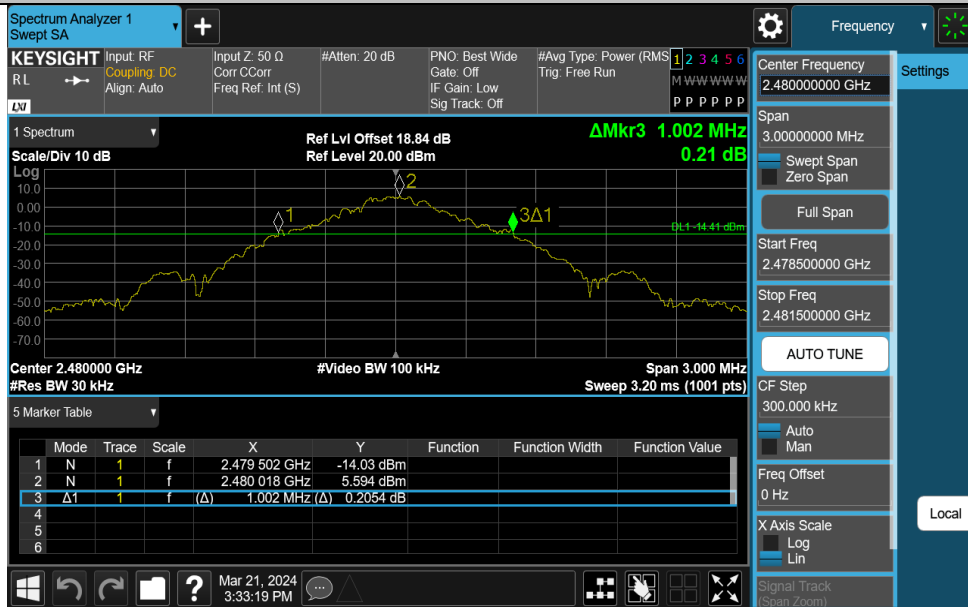 Spectrum Analyzer 1
Swept SA
+
Frequency
KEYSIGHT
RL
LXI
Input: RF
Coupling: DC
Align: Auto
Input Z: 50 Ω
Corr CCorr
Freq Ref: Int (S)
#Atten: 20 dB
PNO: Best Wide
Gate: Off
IF Gain: Low
Sig Track: Off
#Avg Type: Power (RMS
Trig: Free Run
1 2 3 4 5 6
M W W W W W
P P P P P P
1 Spectrum
Scale/Div 10 dB
Ref Lvl Offset 18.84 dB
Ref Level 20.00 dBm
ΔMkr3 1.002 MHz
0.21 dB
Log
10.0
0.00
-10.0
-20.0
-30.0
-40.0
-50.0
-60.0
-70.0
1
2
3Δ1
DL1 -14.41 dBm
Center 2.480000 GHz
#Video BW 100 kHz
Span 3.000 MHz
#Res BW 30 kHz
Sweep 3.20 ms (1001 pts)
5 Marker Table
Mode Trace Scale X Y Function Function Width Function Value
1 N 1 f 2.479 502 GHz -14.03 dBm
2 N 1 f 2.480 018 GHz 5.594 dBm
3 Δ1 1 f (Δ) 1.002 MHz (Δ) 0.2054 dB
4
5
6
?
Mar 21, 2024
3:33:19 PM
Center Frequency
2.480000000 GHz
Span
3.00000000 MHz
Swept Span
Zero Span
Full Span
Start Freq
2.478500000 GHz
Stop Freq
2.481500000 GHz
AUTO TUNE
CF Step
300.000 kHz
Auto
Man
Freq Offset
0 Hz
X Axis Scale
Log
Lin
Signal Track
(Span Zoom)
Settings
Local